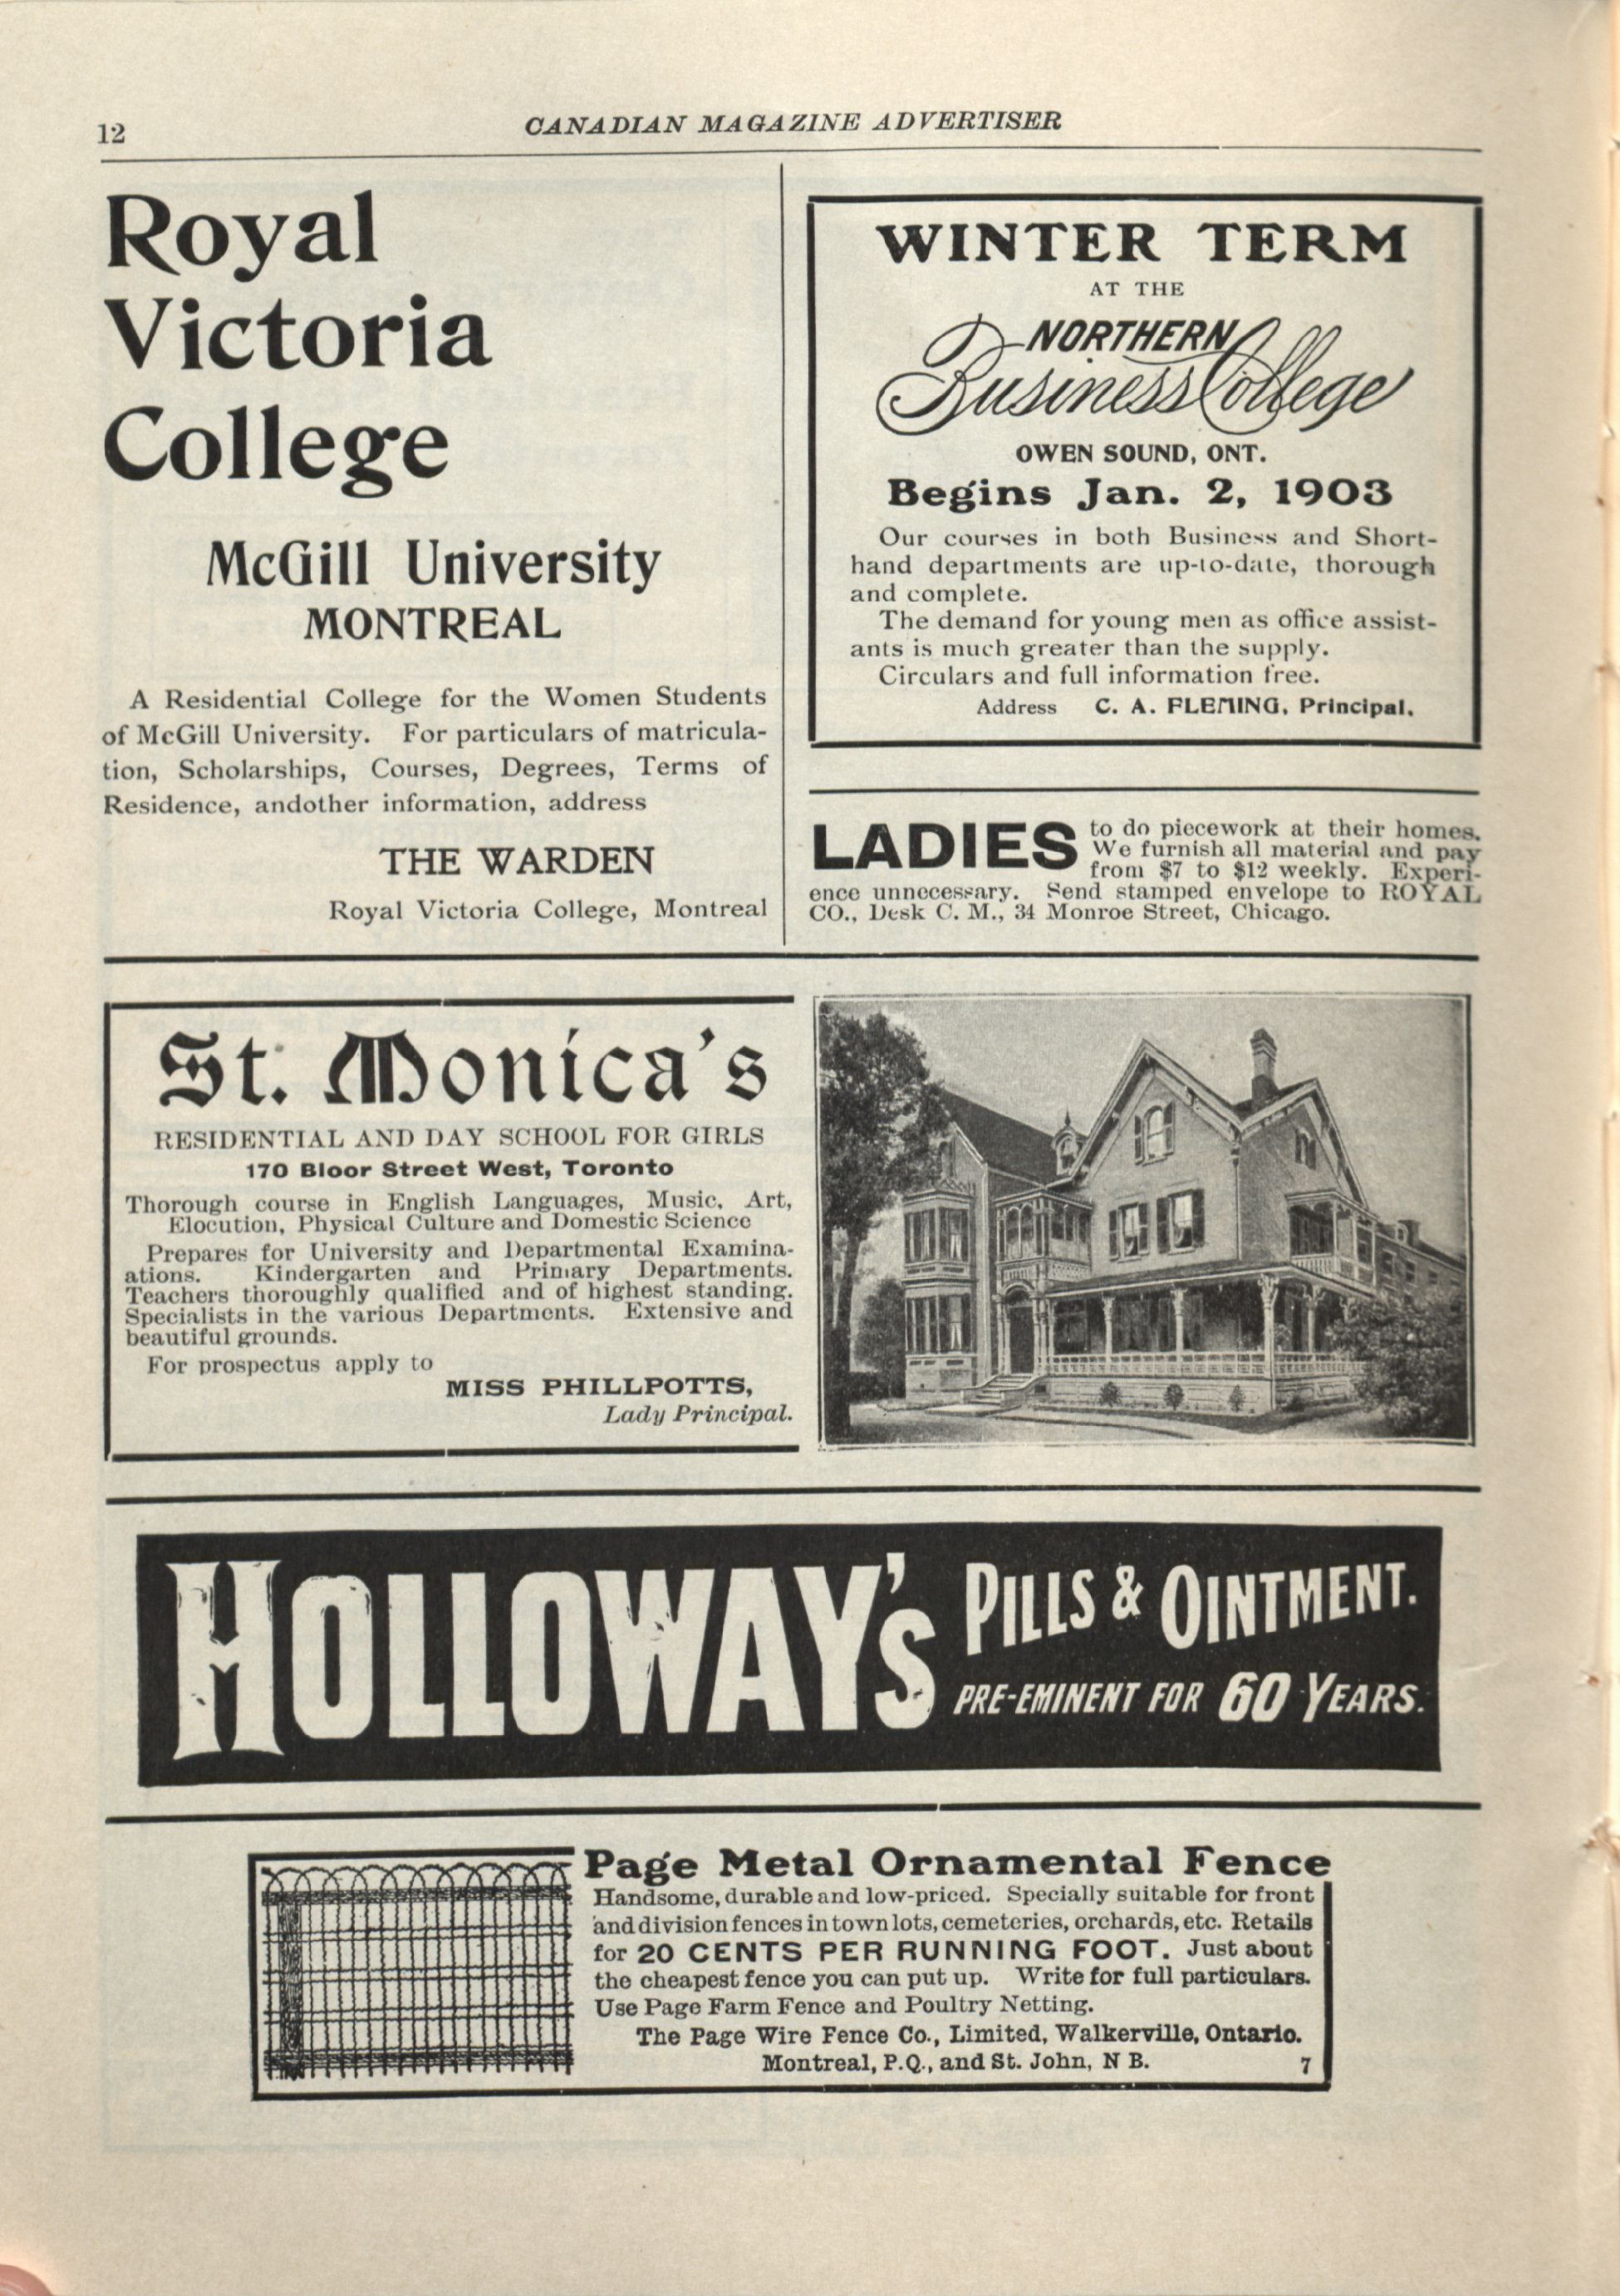 12
CANADIAN MAGAZINE ADVERTISER
Royal
Victoria
College
McGill University
MONTREAL
A Residential College for the Women Students
of McGill University. For particulars of matricula-
tion, Scholarships, Courses, Degrees, Terms of
Residence, andother information, address
THE WARDEN
Royal Victoria College, Montreal
WINTER TERM
AT THE
NORTHERN
Business College
OWEN SOUND, ONT.
Begins Jan. 2, 1903
Our courses in both Business and Short-
hand departments are up-to-date, thorough
and complete.
The demand for young men as office assist-
ants is much greater than the supply.
Circulars and full information free.
Address C. A. FLEMING, Principal.
LADIES to do piecework at their homes.
We furnish all material and pay
from $7 to $12 weekly. Experi-
ence unnecessary. Send stamped envelope to ROYAL
CO., Desk C. M., 34 Monroe Street, Chicago.
St. Monica's
RESIDENTIAL AND DAY SCHOOL FOR GIRLS
170 Bloor Street West, Toronto
Thorough course in English Languages, Music, Art,
Elocution, Physical Culture and Domestic Science
Prepares for University and Departmental Examina-
ations. Kindergarten and Primary Departments.
Teachers thoroughly qualified and of highest standing.
Specialists in the various Departments. Extensive and
beautiful grounds.
For prospectus apply to
MISS PHILLPOTTS,
Lady Principal.
HOLLOWAY'S PILLS & OINTMENT.
PRE-EMINENT FOR 60 YEARS.
Page Metal Ornamental Fence
Handsome, durable and low-priced. Specially suitable for front
and division fences in town lots, cemeteries, orchards, etc. Retails
for 20 CENTS PER RUNNING FOOT. Just about
the cheapest fence you can put up. Write for full particulars.
Use Page Farm Fence and Poultry Netting.
The Page Wire Fence Co., Limited, Walkerville, Ontario.
Montreal, P.Q., and St. John, N B. 7